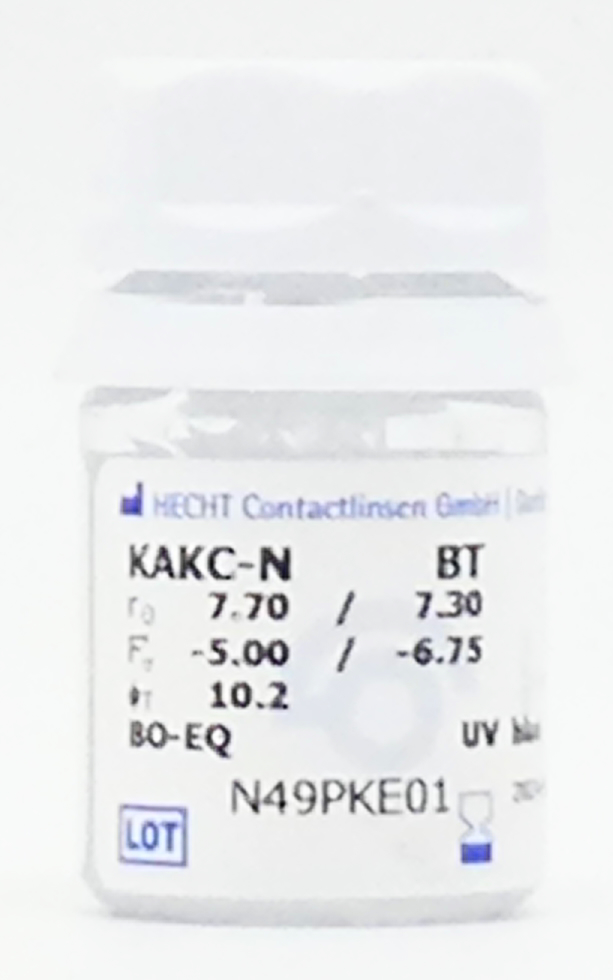 HECHT Contactlinsen GmbH |
KAKC-N BT
r0 7.70 / 7.30
F'v -5.00 / -6.75
ϕT 10.2
BO-EQ UV
N49PKE01
LOT